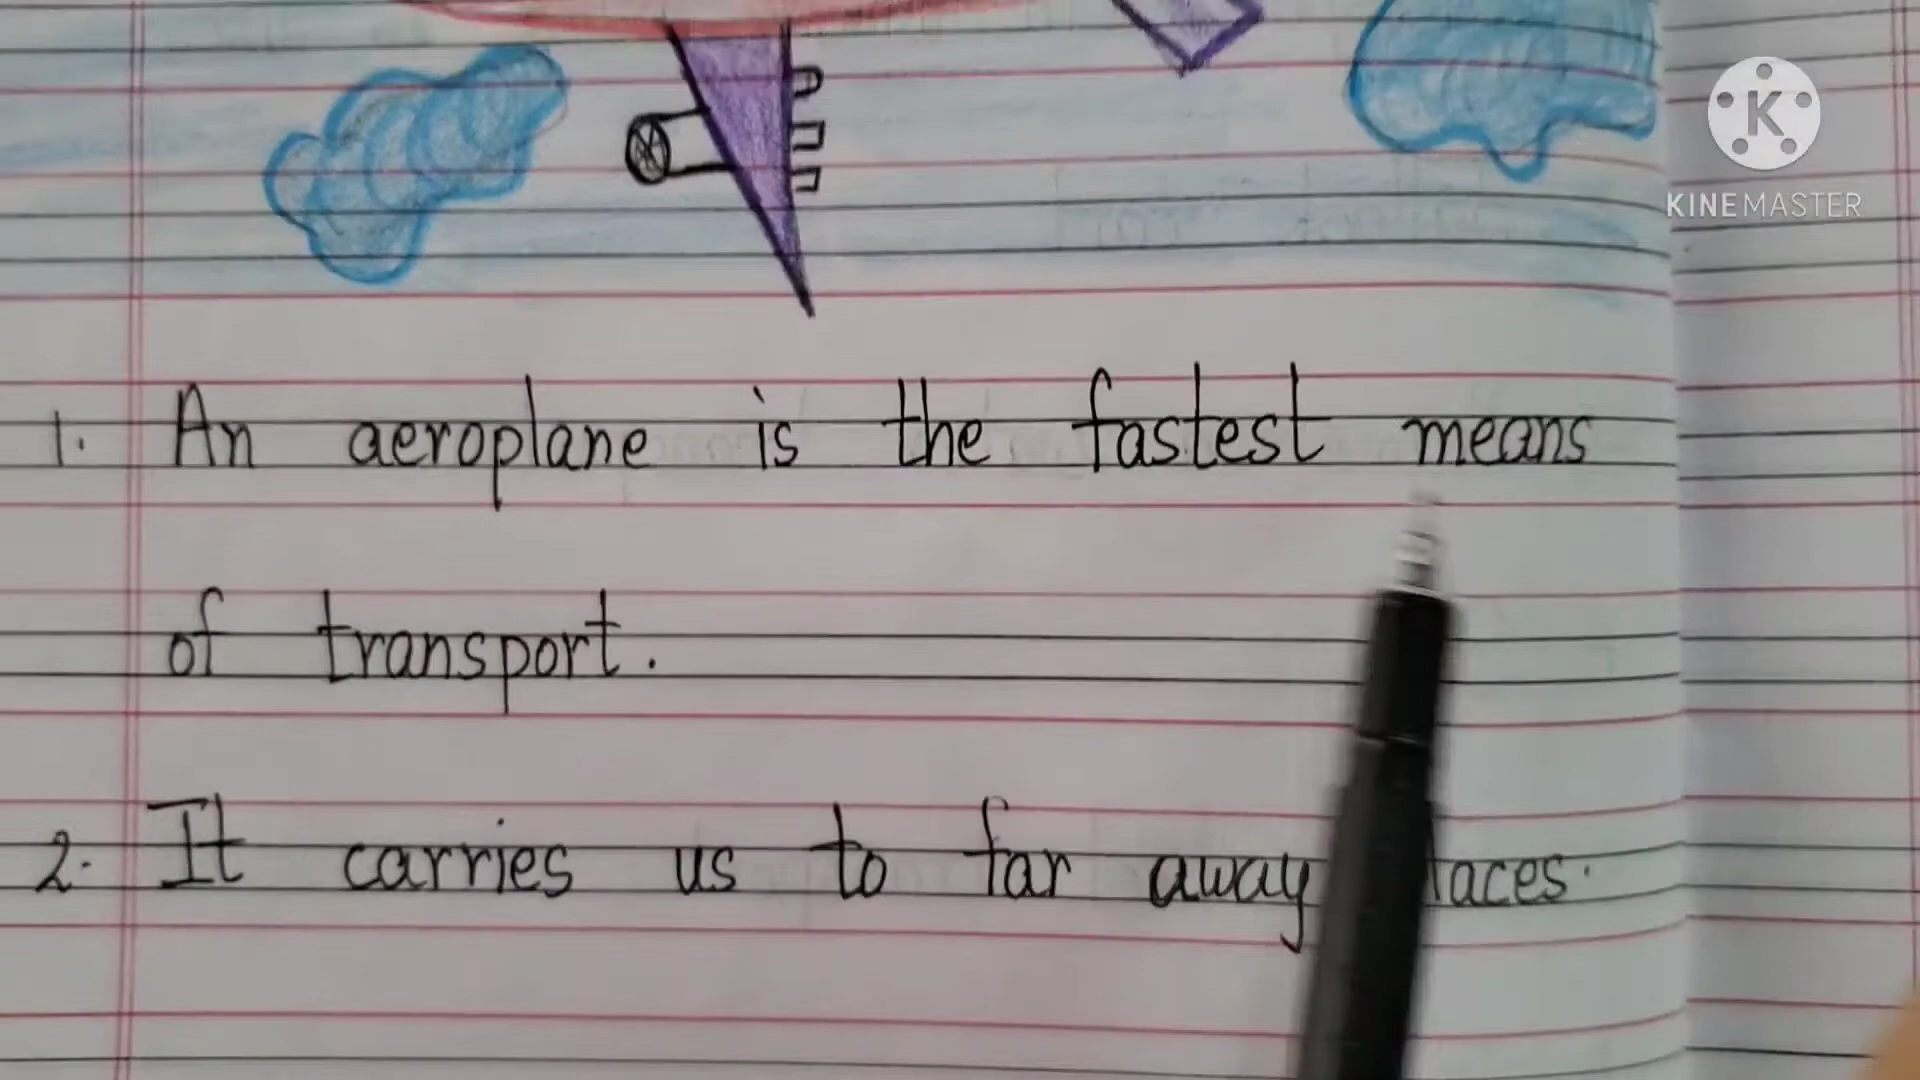 KINEMASTER
1. An aeroplane is the fastest means
of transport.
2. It carries us to far away